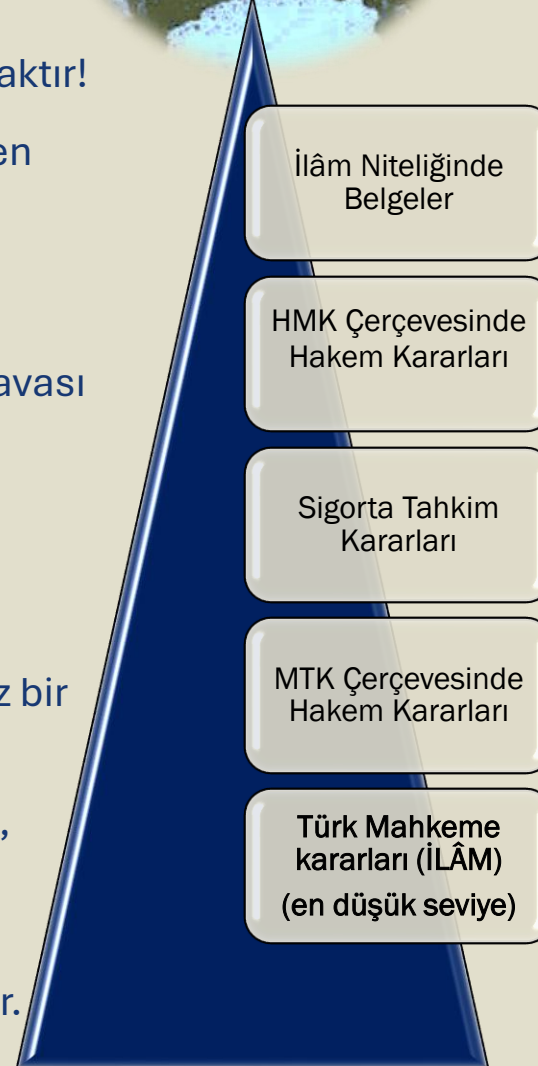 aktır!
en
avası
z bir
,
r.
İlâm Niteliğinde
Belgeler
HMK Çerçevesinde
Hakem Kararları
Sigorta Tahkim
Kararları
MTK Çerçevesinde
Hakem Kararları
Türk Mahkeme
kararları (İLÂM)
(en düşük seviye)